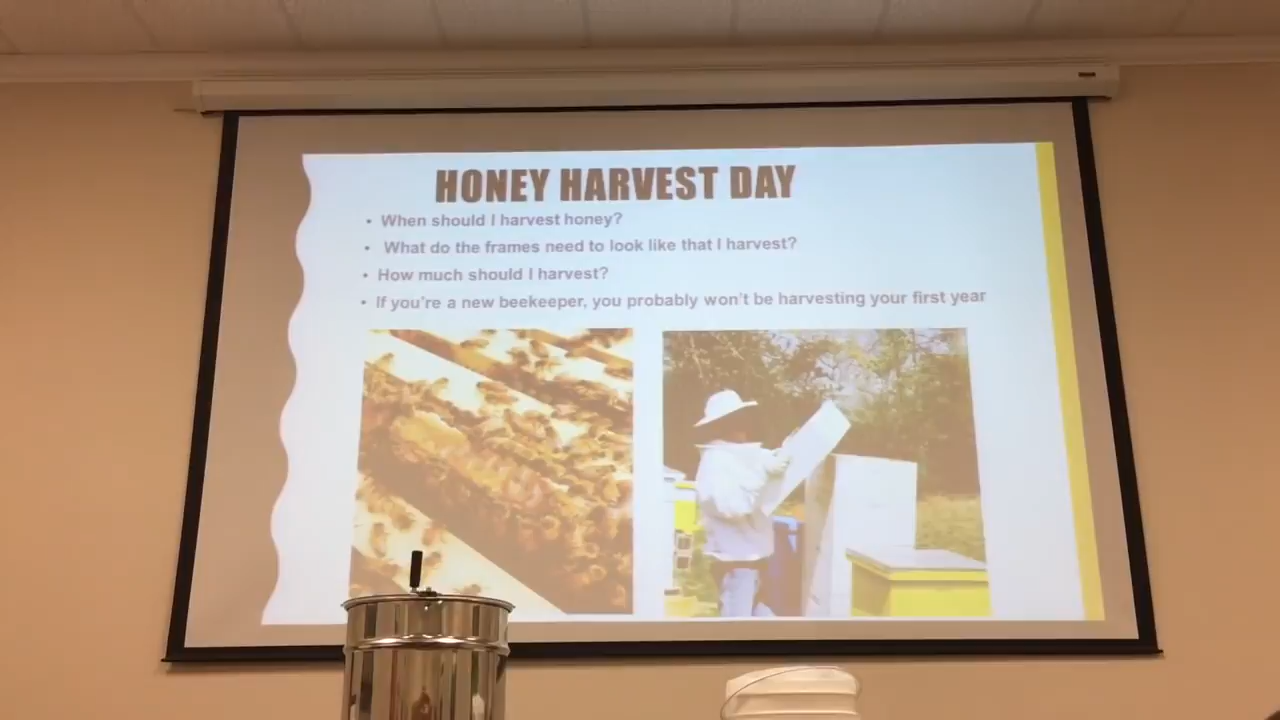 HONEY HARVEST DAY
• When should I harvest honey?
• What do the frames need to look like that I harvest?
• How much should I harvest?
• If you're a new beekeeper, you probably won't be harvesting your first year